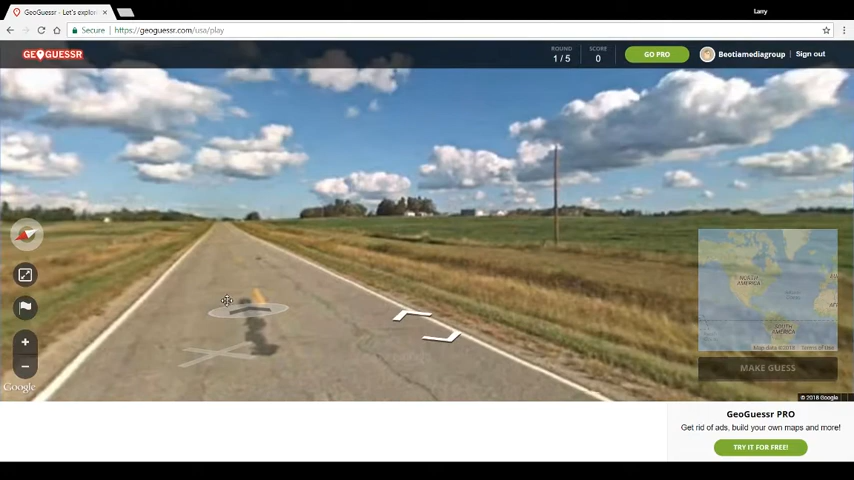 GeoGuessr - Let's explor
Larry
Secure
https://geoguessr.com/usa/play
GEOGUESSR
ROUND
1 / 5
SCORE
0
GO PRO
Beotiamediagroup
Sign out
NORTH
AMERICA
SOUTH
AMERICA
Map data ©2018
Terms of Use
MAKE GUESS
Google
© 2018 Google
GeoGuessr PRO
Get rid of ads, build your own maps and more!
TRY IT FOR FREE!